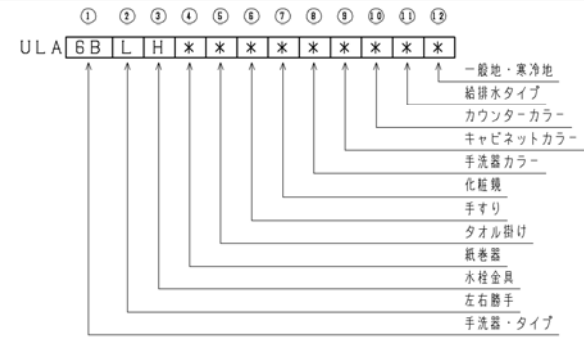 ① ② ③ ④ ⑤ ⑥ ⑦ ⑧ ⑨ ⑩ ⑪ ⑫
ULA 6B L H * * * * * * * * *
一般地・寒冷地
給排水タイプ
カウンターカラー
キャビネットカラー
手洗器カラー
化粧鏡
手すり
タオル掛け
紙巻器
水栓金具
左右勝手
手洗器・タイプ